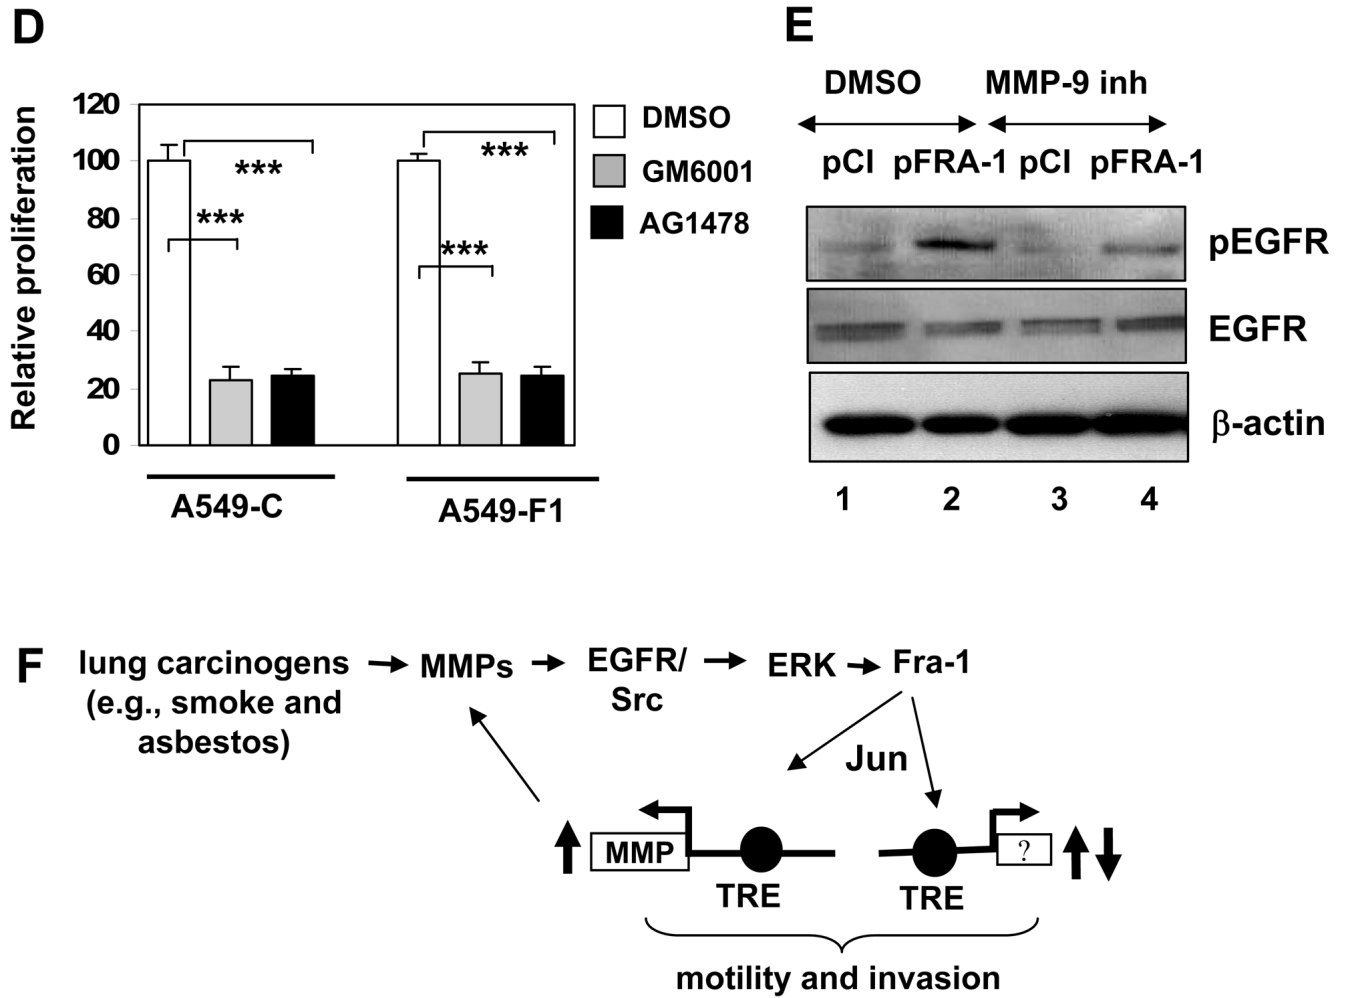 D
Relative proliferation
120
100
80
60
40
20
0
***
***
***
***
A549-C
A549-F1
DMSO
GM6001
AG1478
E
DMSO MMP-9 inh
pCI pFRA-1 pCI pFRA-1
pEGFR
EGFR
β-actin
1 2 3 4
F
lung carcinogens
(e.g., smoke and
asbestos)
MMPs
EGFR/
Src
ERK
Fra-1
Jun
MMP
TRE
?
TRE
motility and invasion